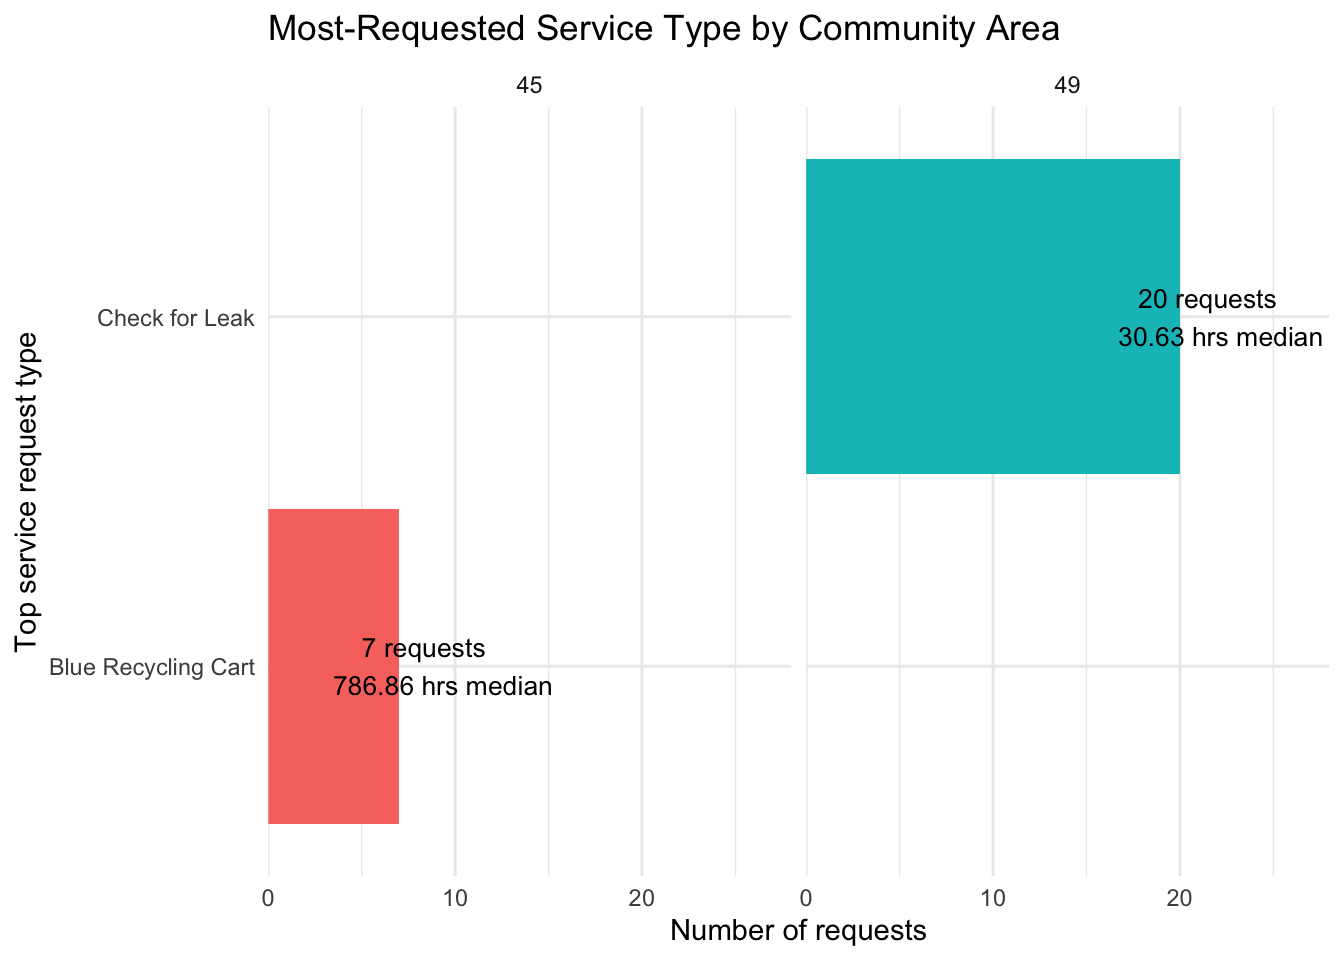 Most-Requested Service Type by Community Area
45
49
Top service request type
Check for Leak
20 requests
30.63 hrs median
Blue Recycling Cart
7 requests
786.86 hrs median
0
10
20
0
10
20
Number of requests